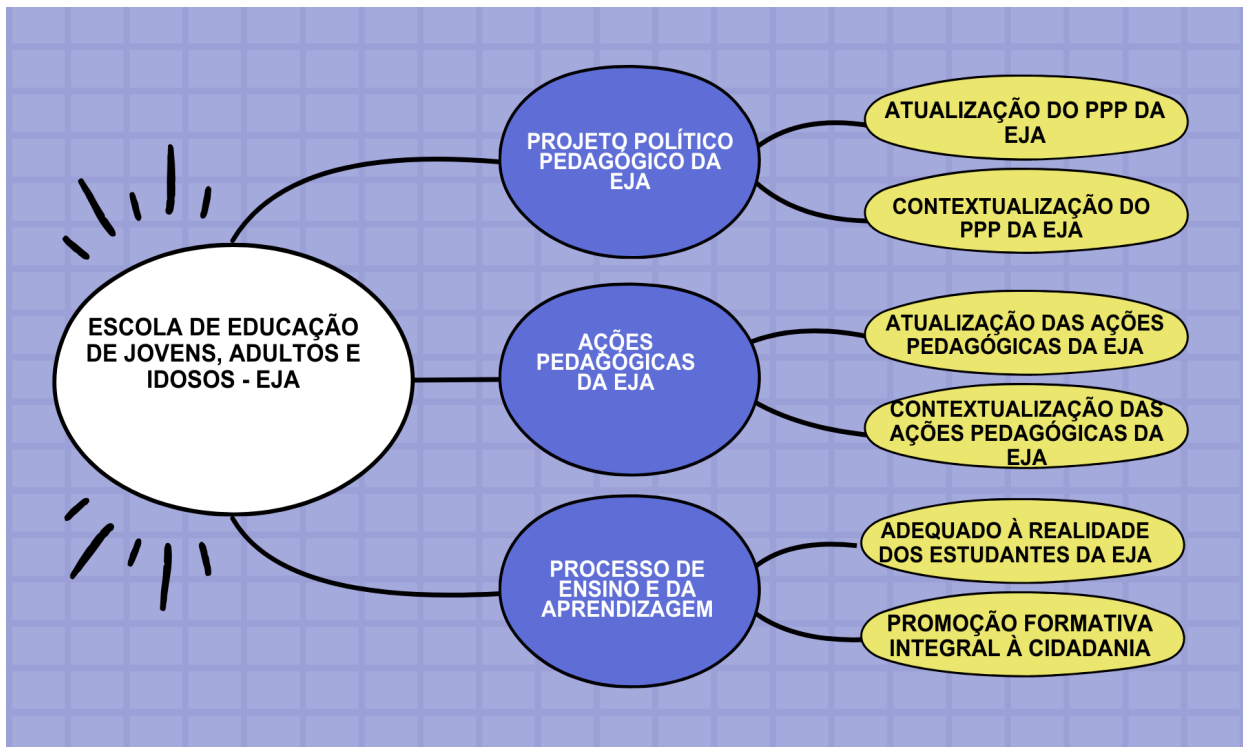 ESCOLA DE EDUCAÇÃO
DE JOVENS, ADULTOS E
IDOSOS - EJA
PROJETO POLÍTICO
PEDAGÓGICO DA
EJA
ATUALIZAÇÃO DO PPP DA
EJA
CONTEXTUALIZAÇÃO DO
PPP DA EJA
AÇÕES
PEDAGÓGICAS
DA EJA
ATUALIZAÇÃO DAS AÇÕES
PEDAGÓGICAS DA EJA
CONTEXTUALIZAÇÃO DAS
AÇÕES PEDAGÓGICAS DA
EJA
PROCESSO DE
ENSINO E DA
APRENDIZAGEM
ADEQUADO À REALIDADE
DOS ESTUDANTES DA EJA
PROMOÇÃO FORMATIVA
INTEGRAL À CIDADANIA